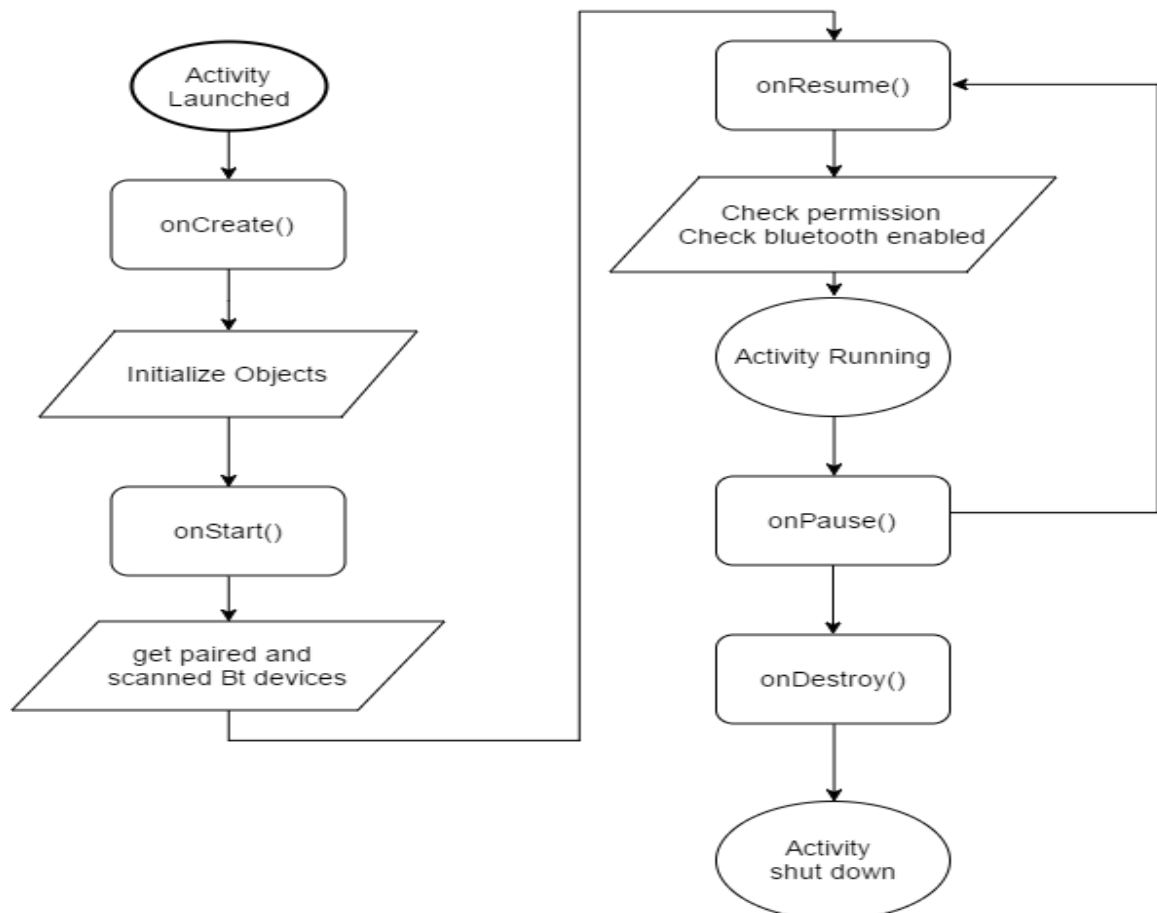 Activity
Launched
onCreate()
Initialize Objects
onStart()
get paired and
scanned Bt devices
onResume()
Check permission
Check bluetooth enabled
Activity Running
onPause()
onDestroy()
Activity
shut down